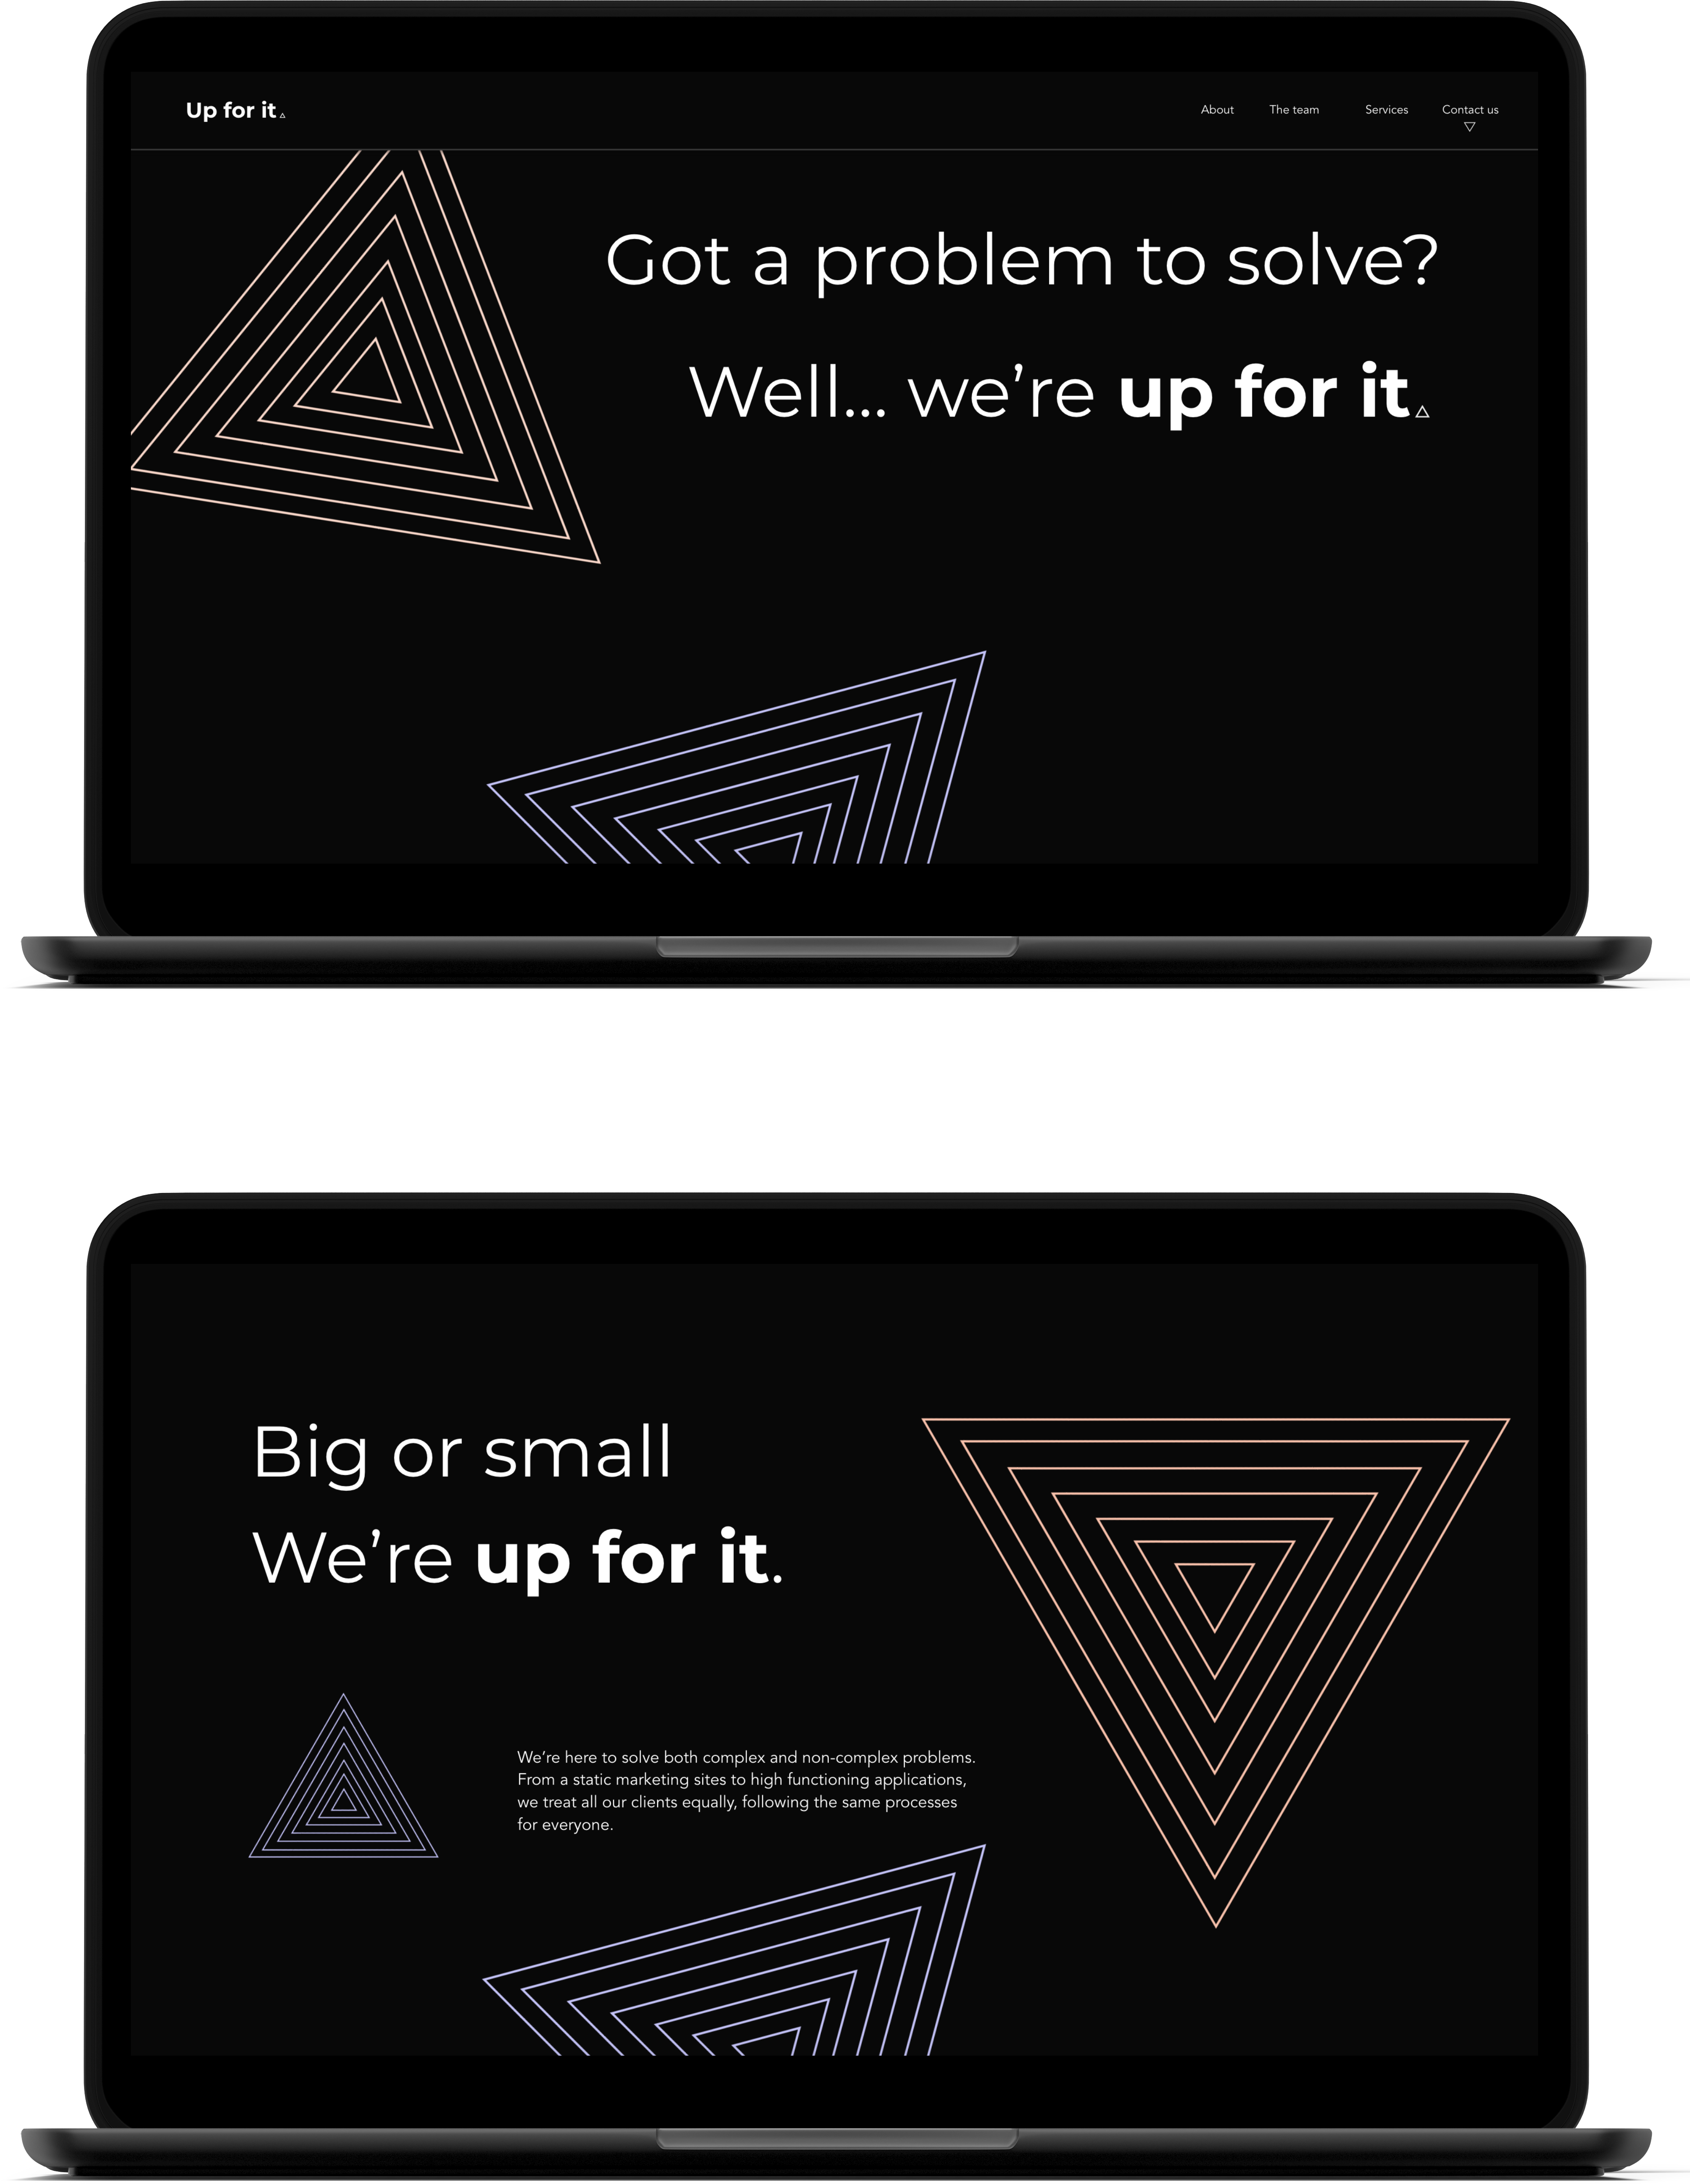 Up for it
About
The team
Services
Contact us
Got a problem to solve?
Well... we're up for it
Big or small
We're up for it.
We're here to solve both complex and non-complex problems.
From a static marketing sites to high functioning applications,
we treat all our clients equally, following the same processes
for everyone.